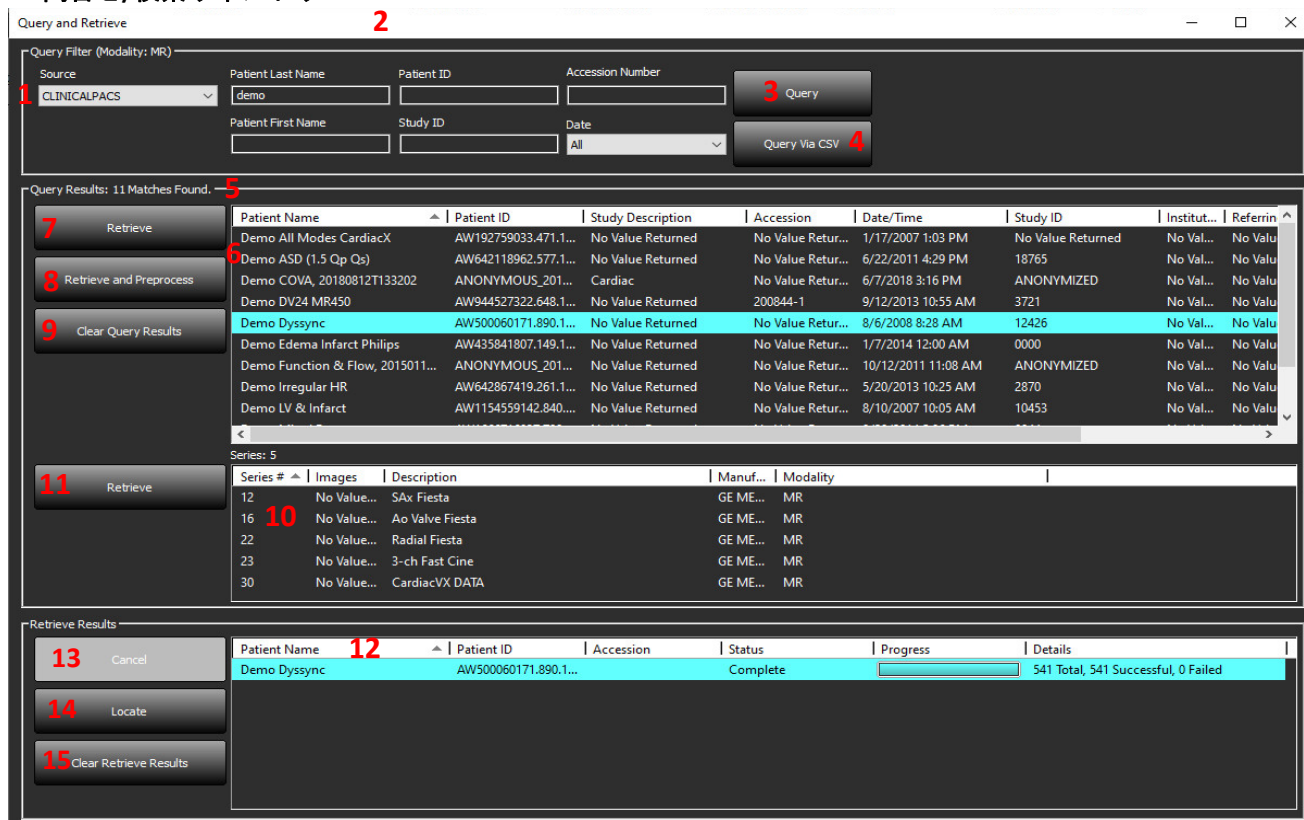 Query and Retrieve 2
Query Filter (Modality: MR)
Source Patient Last Name Patient ID Accession Number
1 CLINICALPACS demo 3 Query
Patient First Name Study ID Date
All Query Via CSV 4
Query Results: 11 Matches Found. 5
7 Retrieve
8 Retrieve and Preprocess
9 Clear Query Results
Patient Name Patient ID Study Description Accession Date/Time Study ID Institut... Referrin
Demo All Modes CardiacX AW192759033.471.1... No Value Returned No Value Retur... 1/17/2007 1:03 PM No Value Returned No Val... No Valu
6 Demo ASD (1.5 Qp Qs) AW642118962.577.1... No Value Returned No Value Retur... 6/22/2011 4:29 PM 18765 No Val... No Valu
Demo COVA, 20180812T133202 ANONYMOUS_201... Cardiac No Value Retur... 6/7/2018 3:16 PM ANONYMIZED No Val... No Valu
Demo DV24 MR450 AW944527322.648.1... No Value Returned 200844-1 9/12/2013 10:55 AM 3721 No Val... No Valu
Demo Dyssync AW500060171.890.1... No Value Returned No Value Retur... 8/6/2008 8:28 AM 12426 No Val... No Valu
Demo Edema Infarct Philips AW435841807.149.1... No Value Returned No Value Retur... 1/7/2014 12:00 AM 0000 No Val... No Valu
Demo Function & Flow, 2015011... ANONYMOUS_201... No Value Returned No Value Retur... 10/12/2011 11:08 AM ANONYMIZED No Val... No Valu
Demo Irregular HR AW642867419.261.1... No Value Returned No Value Retur... 5/20/2013 10:25 AM 2870 No Val... No Valu
Demo LV & Infarct AW1154559142.840.... No Value Returned No Value Retur... 8/10/2007 10:05 AM 10453 No Val... No Valu
Series: 5
11 Retrieve
Series # Images Description Manuf... Modality
12 No Value... SAx Fiesta GE ME... MR
16 10 No Value... Ao Valve Fiesta GE ME... MR
22 No Value... Radial Fiesta GE ME... MR
23 No Value... 3-ch Fast Cine GE ME... MR
30 No Value... CardiacVX DATA GE ME... MR
Retrieve Results
13 Cancel
14 Locate
15 Clear Retrieve Results
Patient Name 12 Patient ID Accession Status Progress Details
Demo Dyssync AW500060171.890.1... Complete 541 Total, 541 Successful, 0 Failed